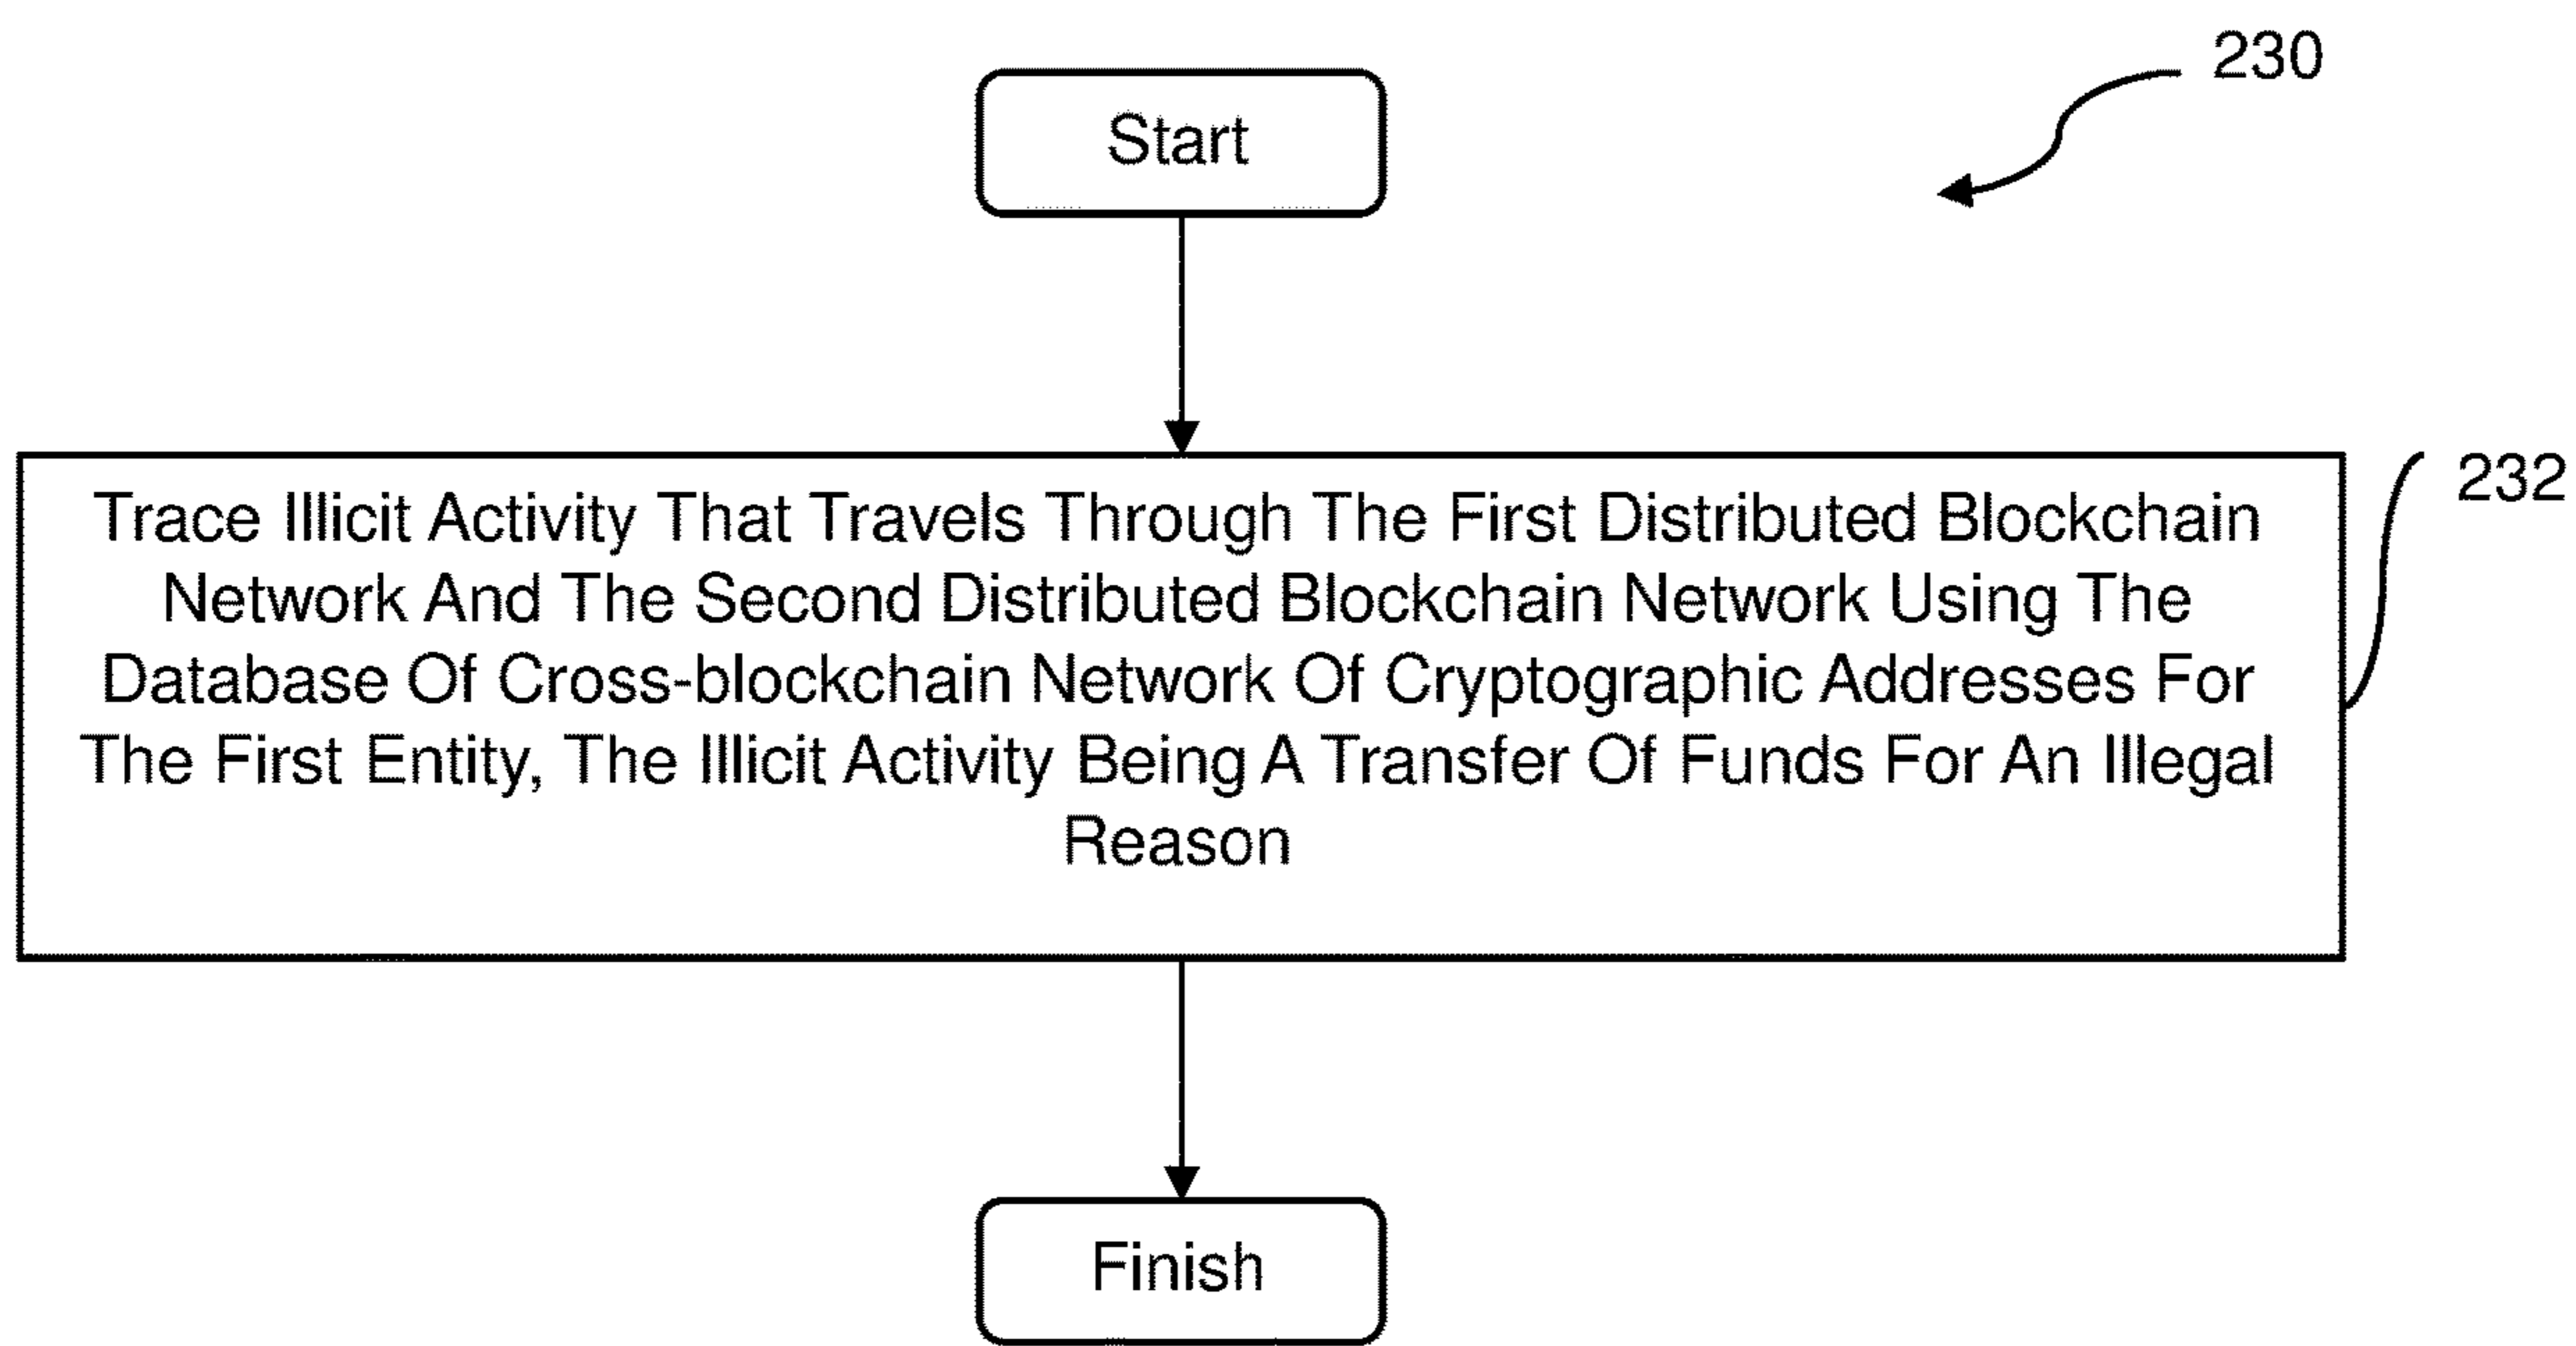 230
Start
232
Trace Illicit Activity That Travels Through The First Distributed Blockchain
Network And The Second Distributed Blockchain Network Using The
Database Of Cross-blockchain Network Of Cryptographic Addresses For
The First Entity, The Illicit Activity Being A Transfer Of Funds For An Illegal
Reason
Finish